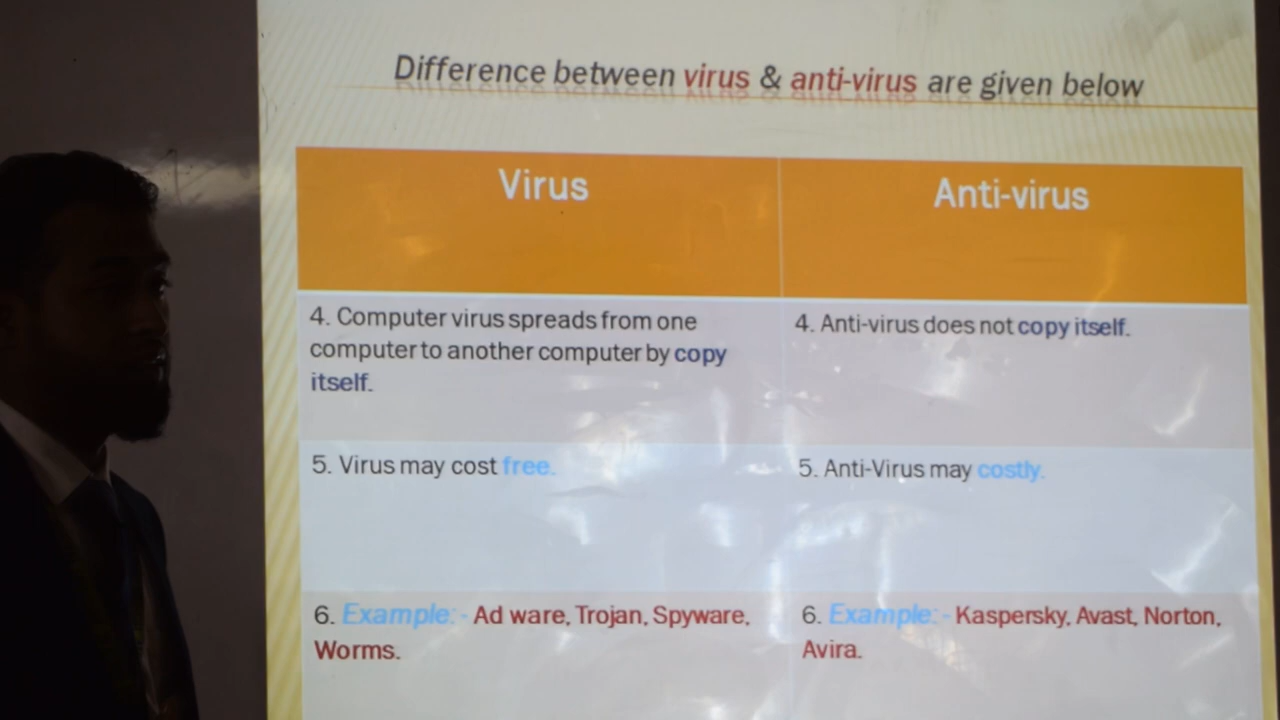 Difference between virus & anti-virus are given below
Virus
Anti-virus
4. Computer virus spreads from one
computer to another computer by copy
itself.
4. Anti-virus does not copy itself.
5. Virus may cost free.
5. Anti-Virus may costly.
6. Example:- Ad ware, Trojan, Spyware,
Worms.
6. Example:- Kaspersky, Avast, Norton,
Avira.